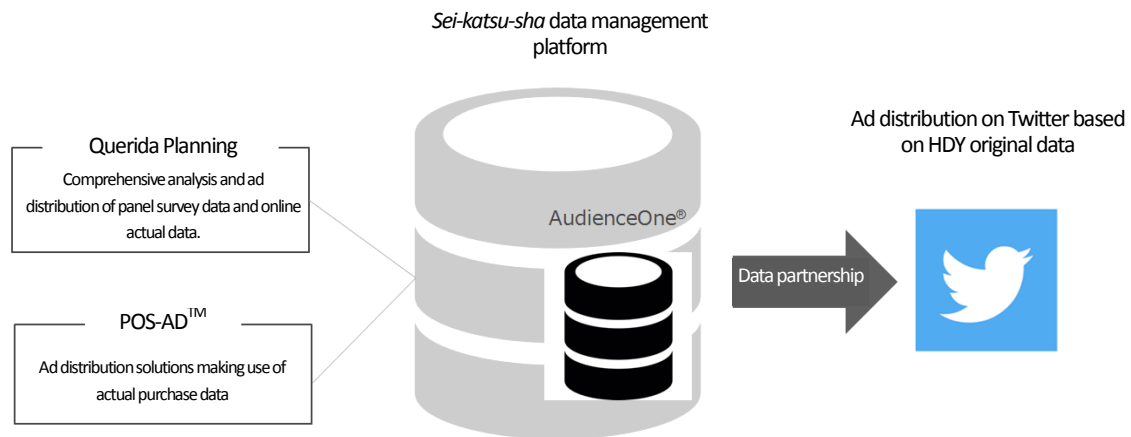 Sei-katsu-sha data management
platform
Querida Planning
Comprehensive analysis and ad
distribution of panel survey data and online
actual data.
POS-AD™
Ad distribution solutions making use of
actual purchase data
AudienceOne®
Data partnership
Ad distribution on Twitter based
on HDY original data